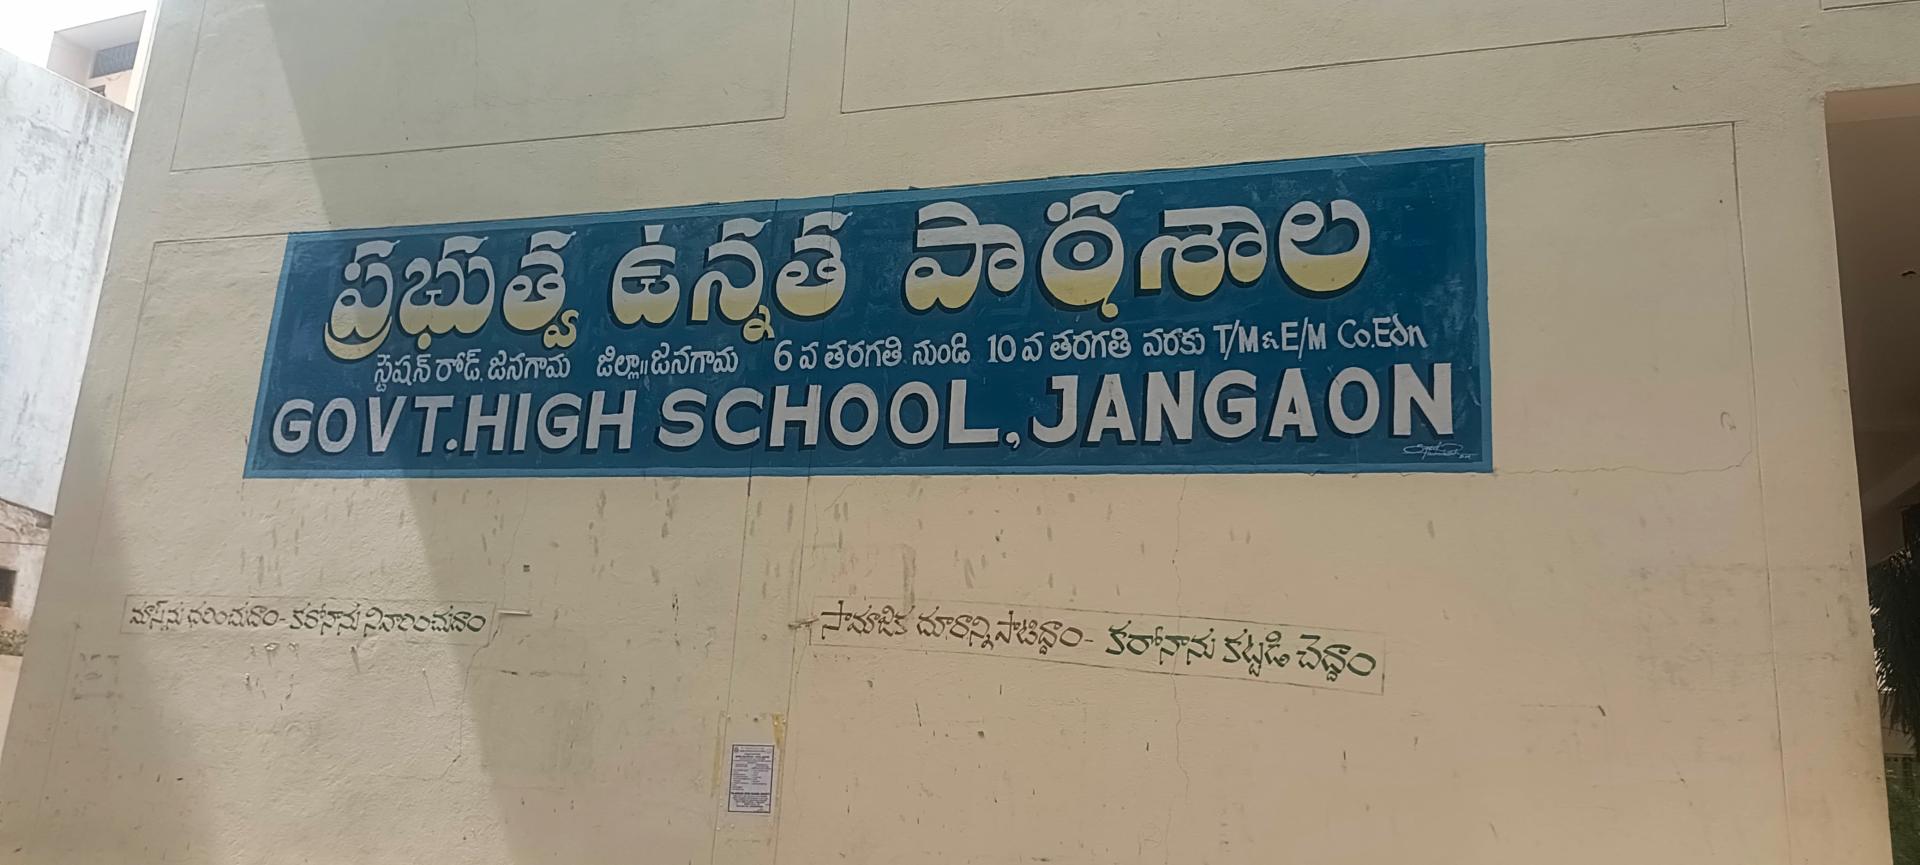 ప్రభుత్వ ఉన్నత పాఠశాల
స్టేషన్ రోడ్, జనగామ జిల్లా॥ జనగామ 6 వ తరగతి నుండి 10 వ తరగతి వరకు T/M & E/M Co.Edn
GOVT.HIGH SCHOOL, JANGAON
మాస్క్‌ను ధరించుదాం - కరోనాను నివారించుదాం
సామాజిక దూరాన్ని పాటిద్దాం - కరోనాను కట్టడి చెద్దాం